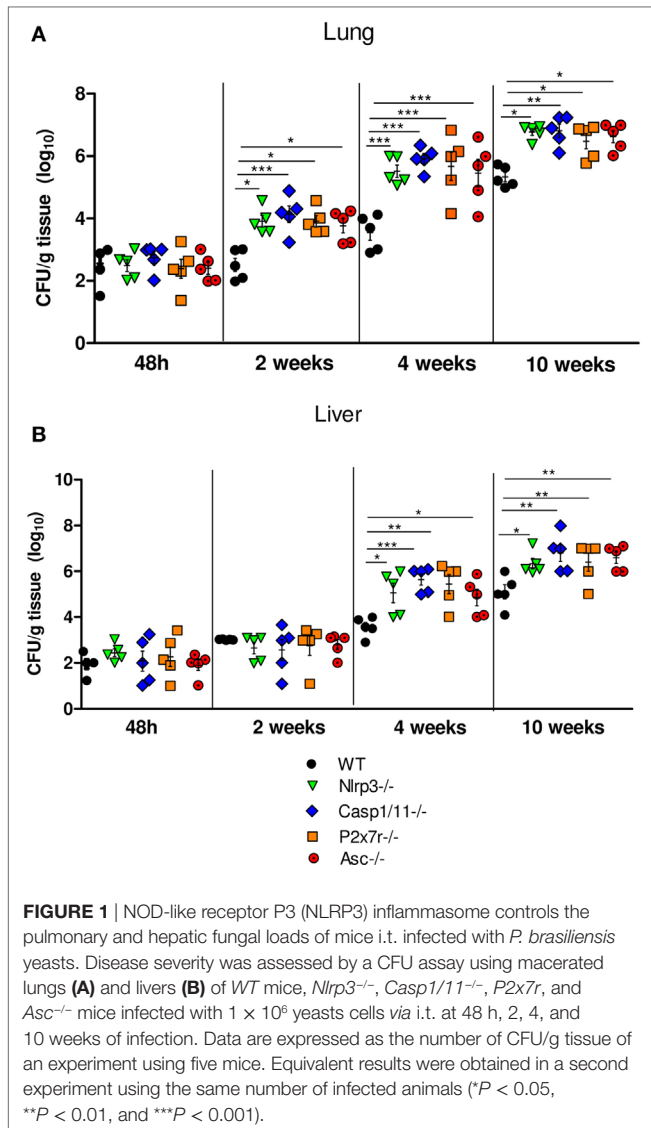 A
Lung
CFU/g tissue (log10)
8
6
4
2
0
*
***
*
*
***
***
***
***
*
**
*
*
48h
2 weeks
4 weeks
10 weeks
B
Liver
CFU/g tissue (log10)
10
8
6
4
2
0
*
***
**
*
*
**
**
**
48h
2 weeks
4 weeks
10 weeks
WT
Nlrp3-/-
Casp1/11-/-
P2x7r-/-
Asc-/-
FIGURE 1 | NOD-like receptor P3 (NLRP3) inflammasome controls the
pulmonary and hepatic fungal loads of mice i.t. infected with P. brasiliensis
yeasts. Disease severity was assessed by a CFU assay using macerated
lungs (A) and livers (B) of WT mice, Nlrp3−/−, Casp1/11−/−, P2x7r, and
Asc−/− mice infected with 1 × 10⁶ yeasts cells via i.t. at 48 h, 2, 4, and
10 weeks of infection. Data are expressed as the number of CFU/g tissue of
an experiment using five mice. Equivalent results were obtained in a second
experiment using the same number of infected animals (*P < 0.05,
**P < 0.01, and ***P < 0.001).